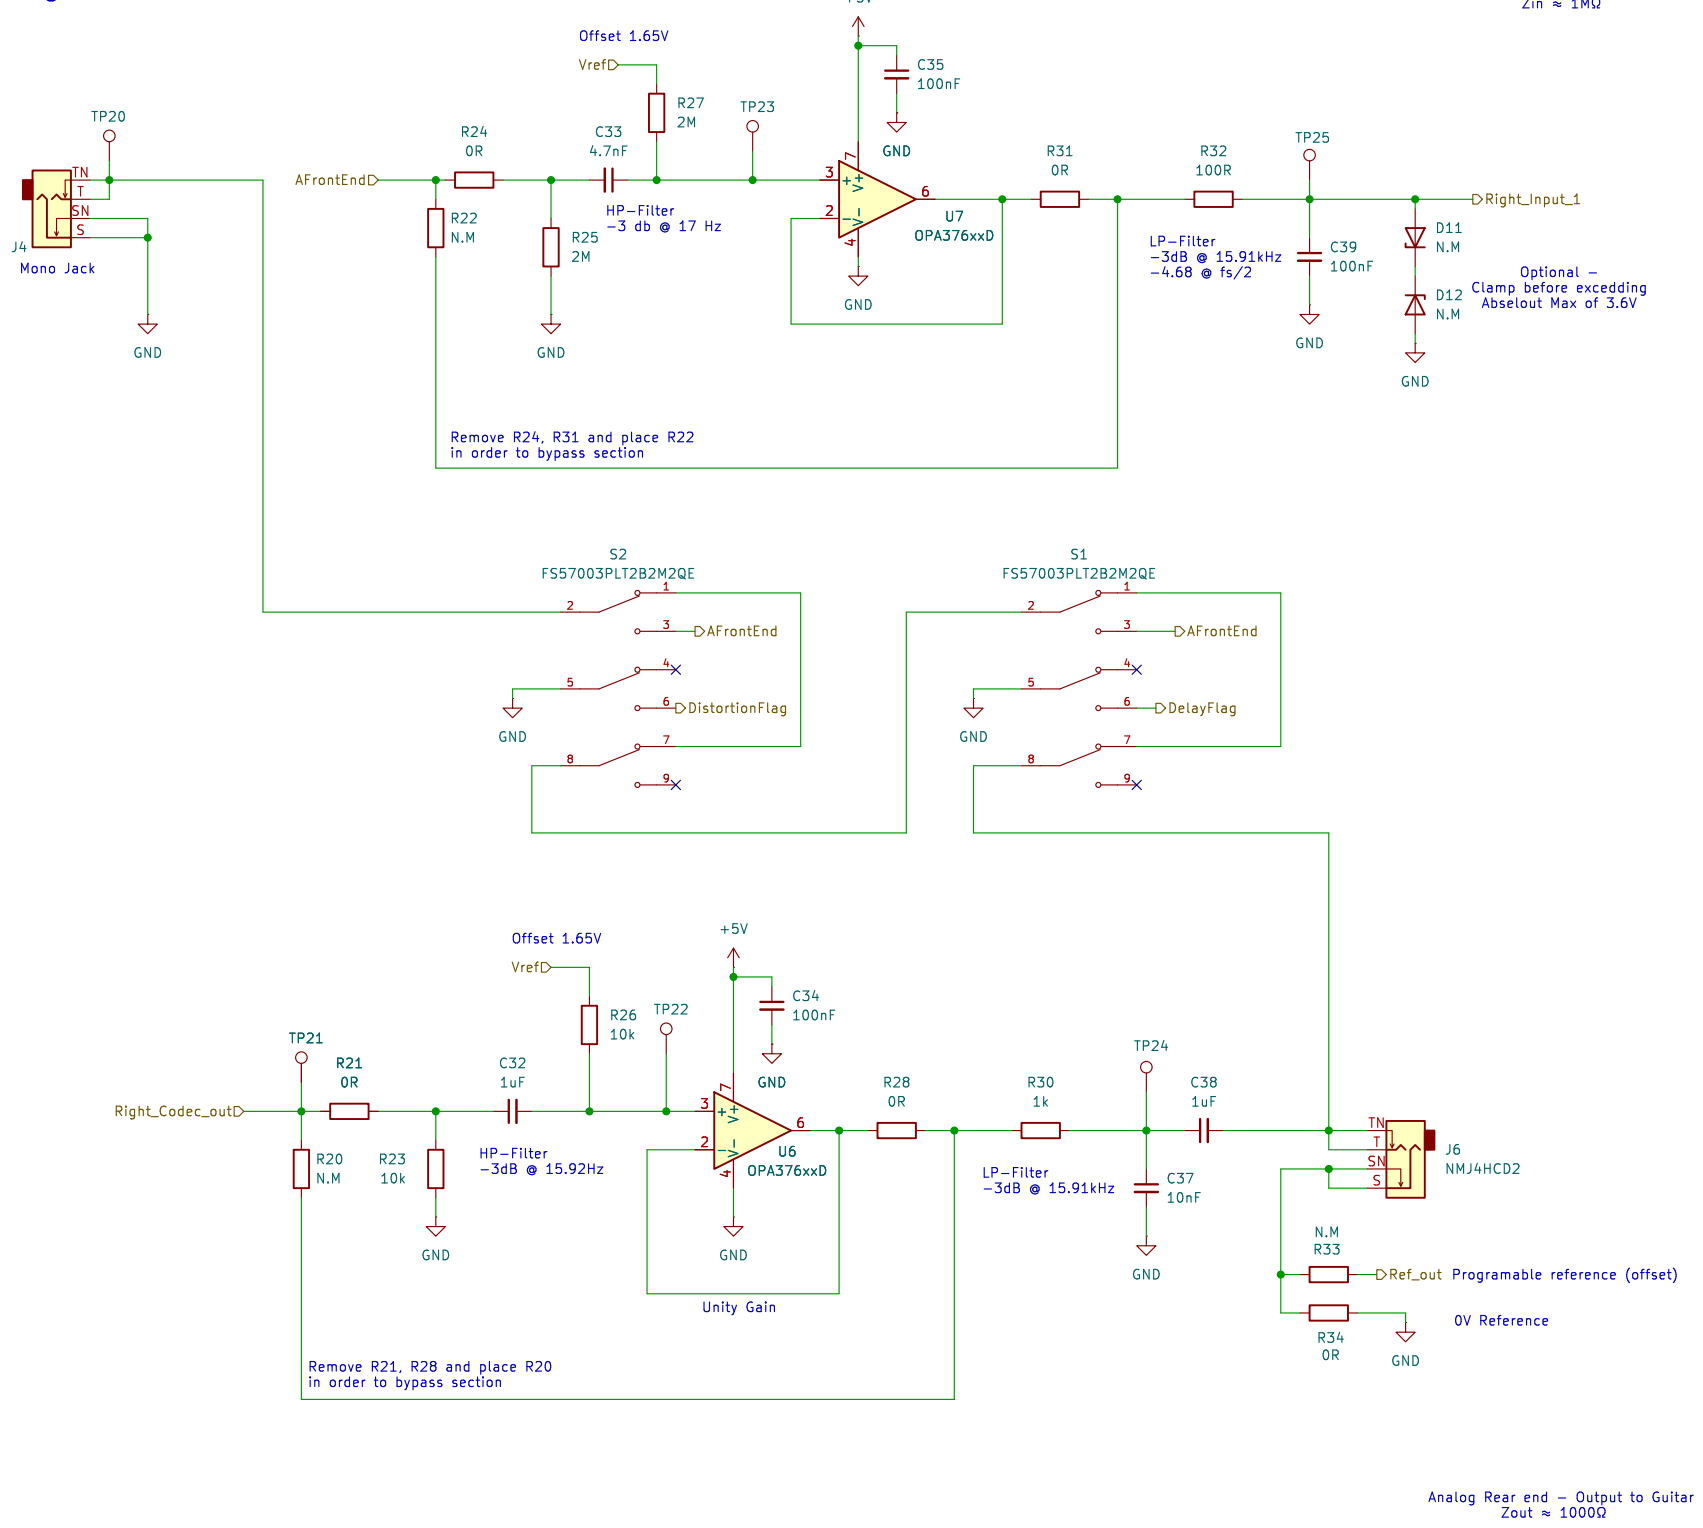 Zin ≈ 1MΩ
+5V
Offset 1.65V
Vref
C35
100nF
GND
R27
2M
TP23
TP20
R24
0R
C33
4.7nF
TN
T
SN
S
J4
Mono Jack
GND
AFrontEnd
R22
N.M
R25
2M
GND
HP-Filter
-3 db @ 17 Hz
3
2
7
4
6
+
-
V+
V-
U7
OPA376xxD
GND
R31
0R
R32
100R
TP25
Right_Input_1
LP-Filter
-3dB @ 15.91kHz
-4.68 @ fs/2
C39
100nF
GND
D11
N.M
D12
N.M
GND
Optional -
Clamp before excedding
Abselout Max of 3.6V
Remove R24, R31 and place R22
in order to bypass section
S2
FS57003PLT2B2M2QE
1
2
3
AFrontEnd
4
5
6
DistortionFlag
GND
7
8
9
S1
FS57003PLT2B2M2QE
1
2
3
AFrontEnd
4
5
6
DelayFlag
GND
7
8
9
Offset 1.65V
Vref
+5V
C34
100nF
GND
R26
10k
TP22
TP21
R21
0R
C32
1uF
Right_Codec_out
R20
N.M
R23
10k
GND
HP-Filter
-3dB @ 15.92Hz
3
2
7
4
6
+
-
V+
V-
U6
OPA376xxD
GND
Unity Gain
R28
0R
R30
1k
TP24
C38
1uF
LP-Filter
-3dB @ 15.91kHz
C37
10nF
GND
TN
T
SN
S
J6
NMJ4HCD2
N.M
R33
Ref_out
Programable reference (offset)
R34
0R
GND
0V Reference
Remove R21, R28 and place R20
in order to bypass section
Analog Rear end - Output to Guitar
Zout ≈ 1000Ω